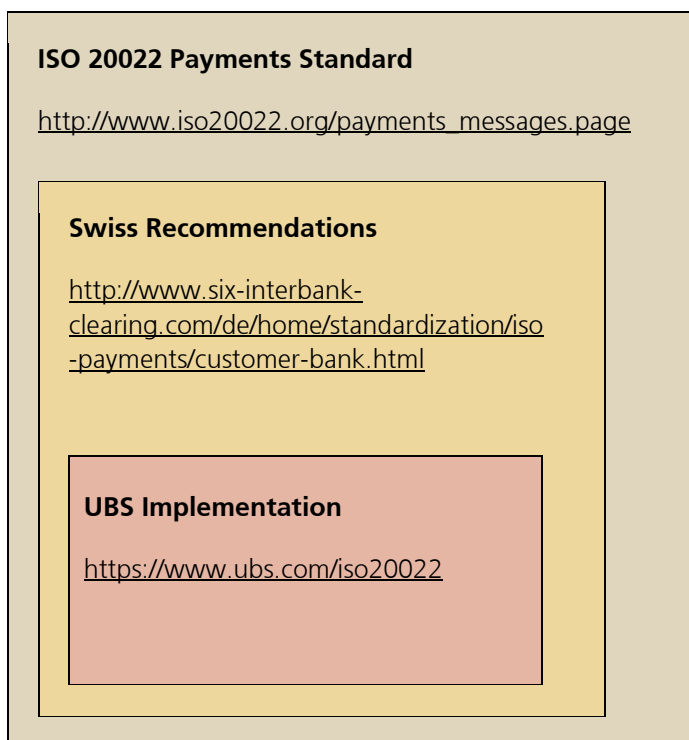 ISO 20022 Payments Standard
http://www.iso20022.org/payments_messages.page
Swiss Recommendations
http://www.six-interbank-
clearing.com/de/home/standardization/iso
-payments/customer-bank.html
UBS Implementation
https://www.ubs.com/iso20022